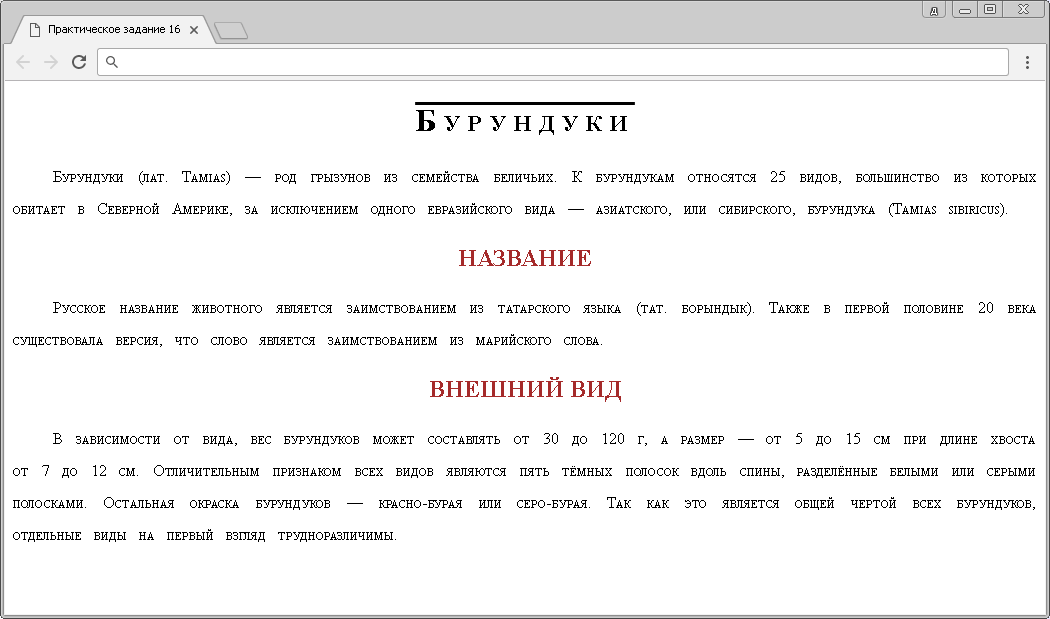 д
Практическое задание 16
Бурундуки
Бурундуки (лат. Tamias) — род грызунов из семейства беличьих. К бурундукам относятся 25 видов, большинство из которых
обитает в Северной Америке, за исключением одного евразийского вида — азиатского, или сибирского, бурундука (Tamias sibiricus).
НАЗВАНИЕ
Русское название животного является заимствованием из татарского языка (тат. борындык). Также в первой половине 20 века
существовала версия, что слово является заимствованием из марийского слова.
ВНЕШНИЙ ВИД
В зависимости от вида, вес бурундуков может составлять от 30 до 120 г, а размер — от 5 до 15 см при длине хвоста
от 7 до 12 см. Отличительным признаком всех видов являются пять тёмных полосок вдоль спины, разделённые белыми или серыми
полосками. Остальная окраска бурундуков — красно-бурая или серо-бурая. Так как это является общей чертой всех бурундуков,
отдельные виды на первый взгляд трудноразличимы.